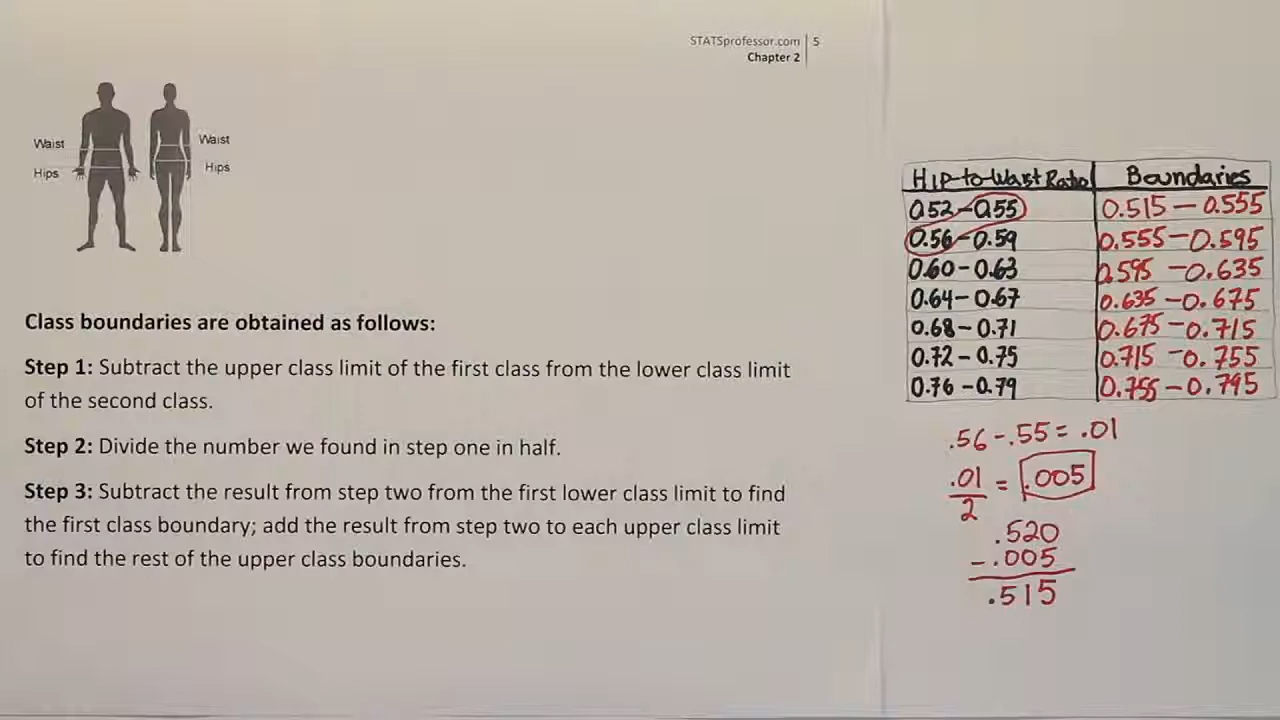 STATSprofessor.com | 5
Chapter 2
Waist
Waist
Hips
Hips
Class boundaries are obtained as follows:
Step 1: Subtract the upper class limit of the first class from the lower class limit
of the second class.
Step 2: Divide the number we found in step one in half.
Step 3: Subtract the result from step two from the first lower class limit to find
the first class boundary; add the result from step two to each upper class limit
to find the rest of the upper class boundaries.
Hip-to-Waist Ratio Boundaries
0.52-0.55 0.515-0.555
0.56-0.59 0.555-0.595
0.60-0.63 0.595-0.635
0.64-0.67 0.635-0.675
0.68-0.71 0.675-0.715
0.72-0.75 0.715-0.755
0.76-0.79 0.755-0.795
.56-.55=.01
.01
2
= .005
.520
-.005
.515